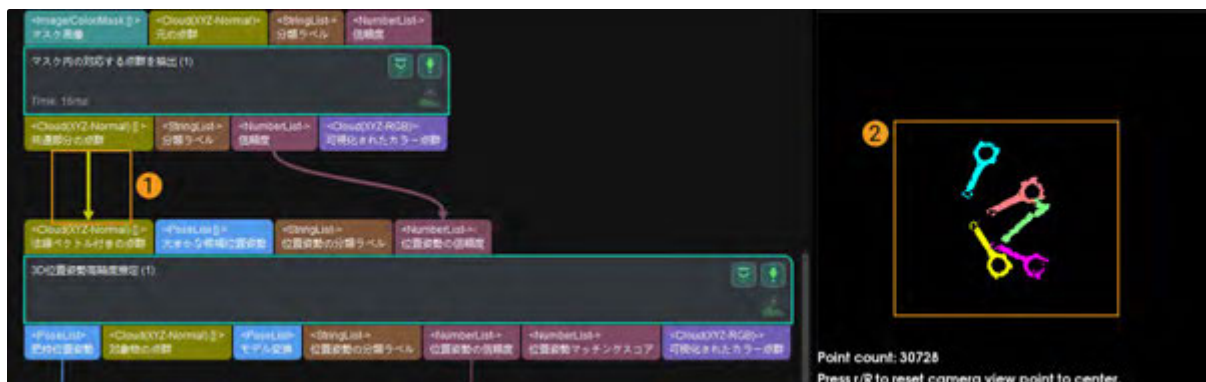 <ImageColorMask []> <Cloud(XYZ-Normal)> <StringList-> <NumberList->
マスク画像 元の点群 分類ラベル 信頼度
マスク内の対応する点群を抽出 (1)
Time: 16ms
<Cloud(XYZ-Normal) []> <StringList-> <NumberList-> <Cloud(XYZ-RGB)>
共通部分の点群 分類ラベル 信頼度 可視化されたカラー点群
1
2
<Cloud(XYZ-Normal) []> <PoseList []> <StringList-> <NumberList->
法線ベクトル付きの点群 大まかな候補位置姿勢 位置姿勢の分類ラベル 位置姿勢の信頼度
3D位置姿勢高精度推定 (1)
<PoseList> <Cloud(XYZ-Normal) []> <PoseList> <StringList-> <NumberList-> <NumberList-> <Cloud(XYZ-RGB)>
把持位置姿勢 対象物の点群 モデル変換 位置姿勢の分類ラベル 位置姿勢の信頼度 位置姿勢マッチングスコア 可視化されたカラー点群
Point count: 30728
Press r/R to reset camera view point to center